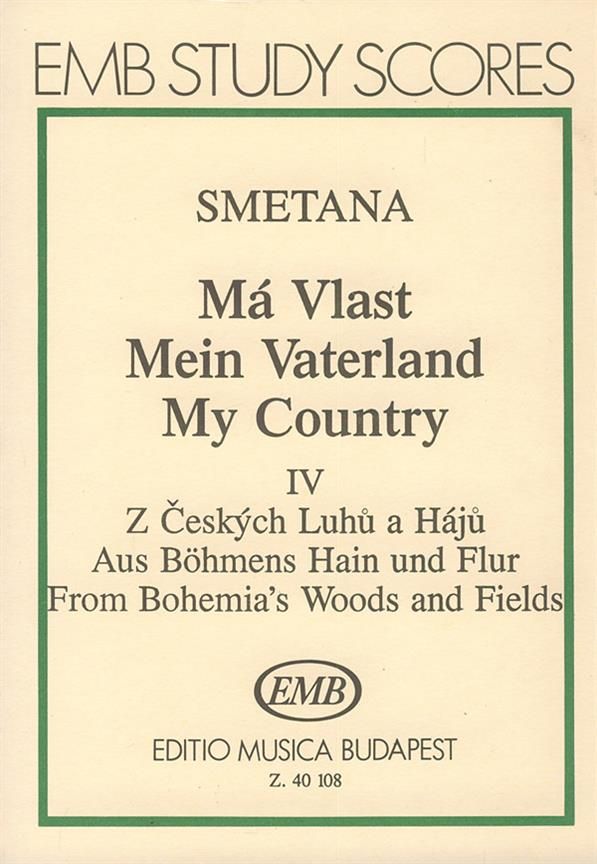 EMB STUDY SCORES
SMETANA
Má Vlast
Mein Vaterland
My Country
IV
Z Českých Luhů a Hájů
Aus Böhmens Hain und Flur
From Bohemia's Woods and Fields
EMB
EDITIO MUSICA BUDAPEST
Z. 40 108